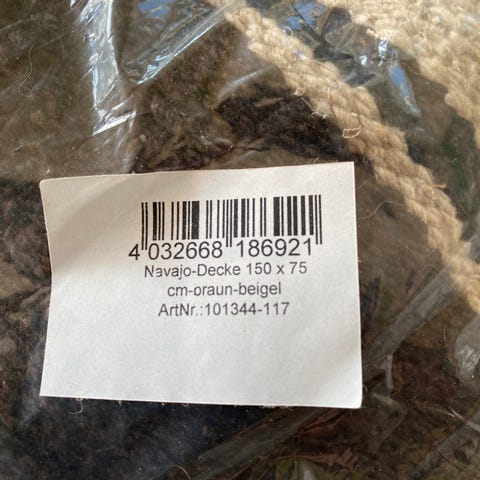 4 032668 186921
Navajo-Decke 150 x 75
cm-braun-beigel
ArtNr.:101344-117